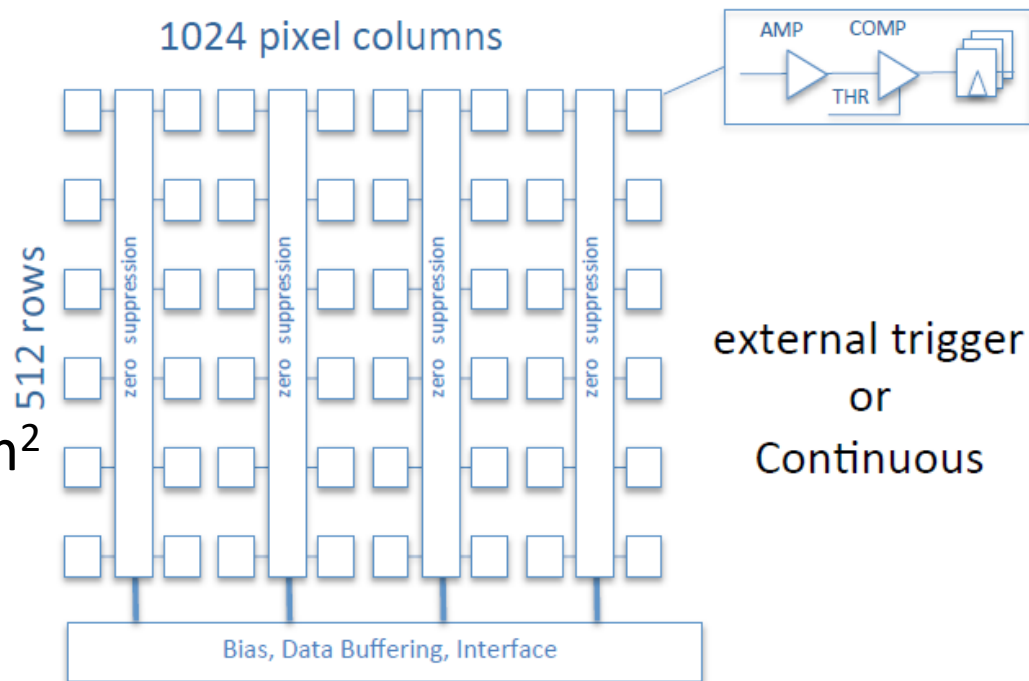 1024 pixel columns
AMP
COMP
THR
512 rows
zero suppression
zero suppression
zero suppression
zero suppression
external trigger
or
Continuous
Bias, Data Buffering, Interface